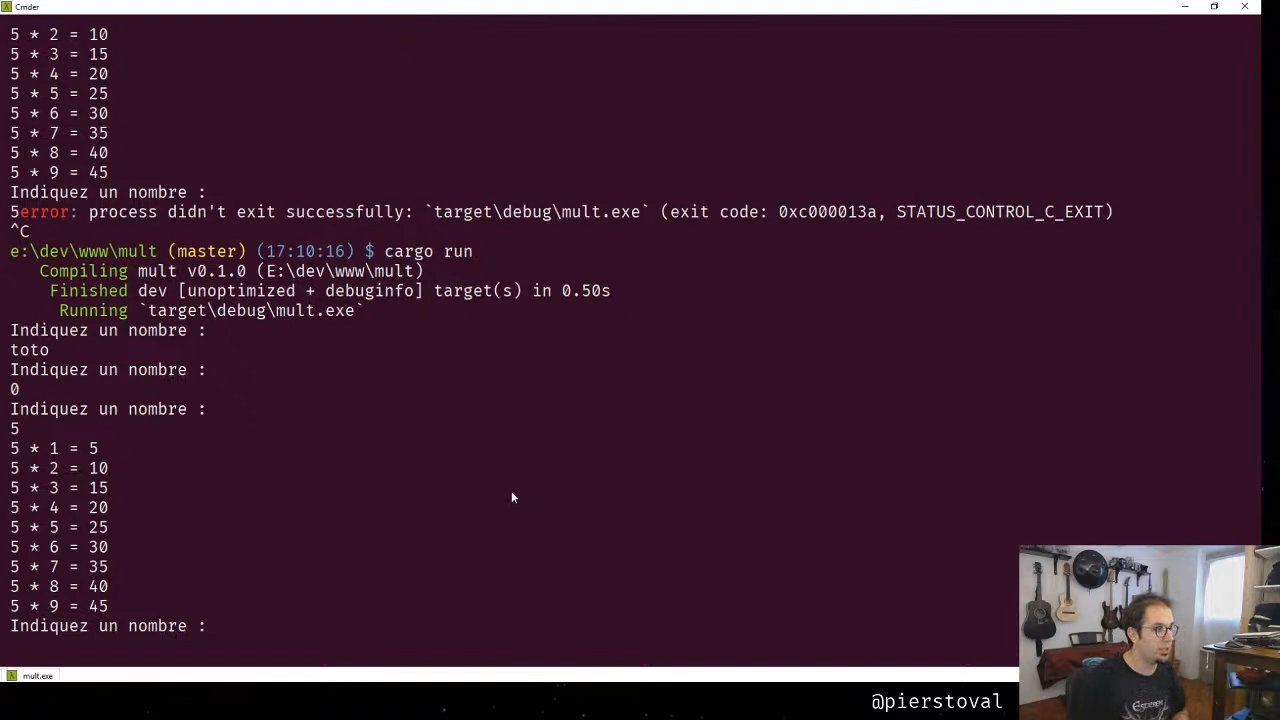 Cmder
5 * 2 = 10
5 * 3 = 15
5 * 4 = 20
5 * 5 = 25
5 * 6 = 30
5 * 7 = 35
5 * 8 = 40
5 * 9 = 45
Indiquez un nombre :
5error: process didn't exit successfully: `target\debug\mult.exe` (exit code: 0xc000013a, STATUS_CONTROL_C_EXIT)
^C
e:\dev\www\mult (master) (17:10:16) $ cargo run
Compiling mult v0.1.0 (E:\dev\www\mult)
Finished dev [unoptimized + debuginfo] target(s) in 0.50s
Running `target\debug\mult.exe`
Indiquez un nombre :
toto
Indiquez un nombre :
0
Indiquez un nombre :
5
5 * 1 = 5
5 * 2 = 10
5 * 3 = 15
5 * 4 = 20
5 * 5 = 25
5 * 6 = 30
5 * 7 = 35
5 * 8 = 40
5 * 9 = 45
Indiquez un nombre :
mult.exe
@pierstoval